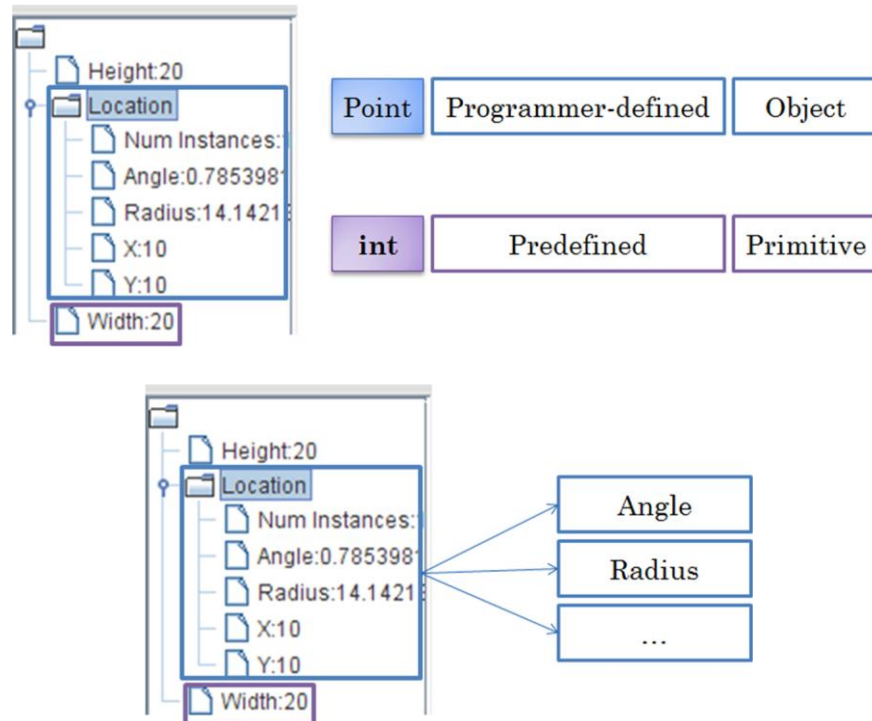 Height:20
Location
Num Instances:
Angle:0.785398
Radius:14.1421
X:10
Y:10
Width:20
Point Programmer-defined Object
int Predefined Primitive
Height:20
Location
Num Instances:
Angle:0.785398
Radius:14.1421
X:10
Y:10
Width:20
Angle
Radius
...